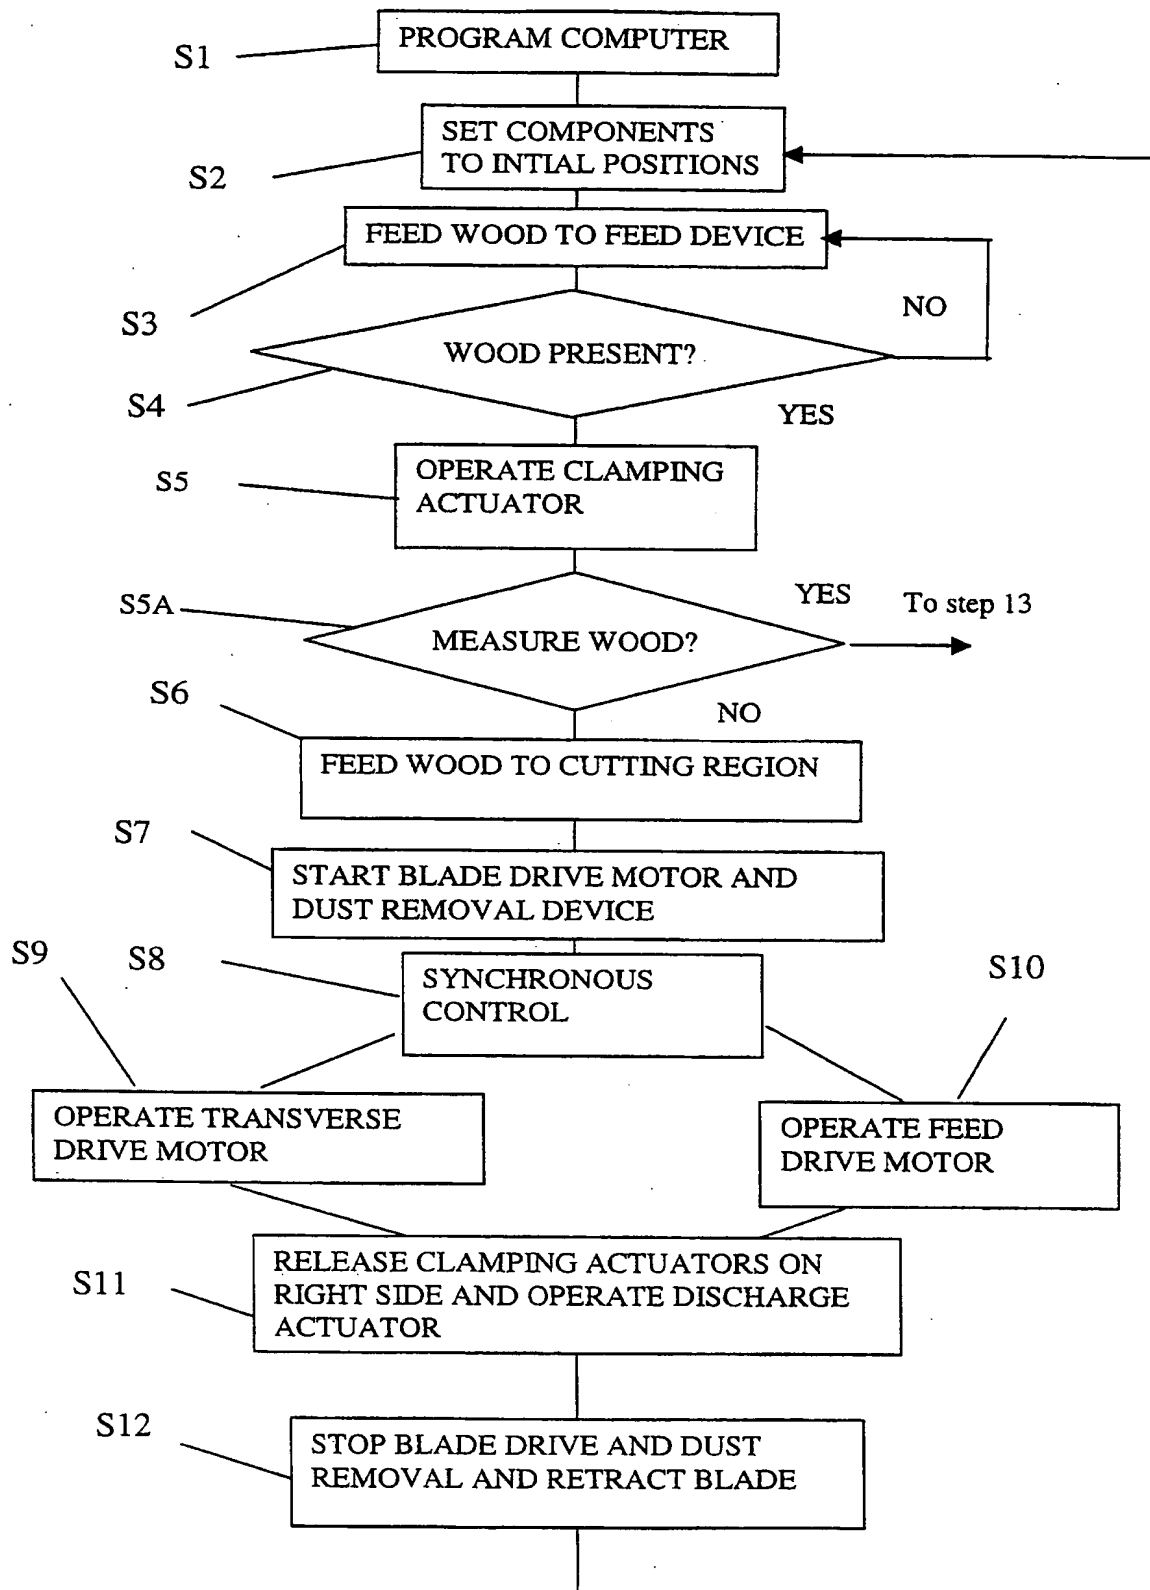 S1
PROGRAM COMPUTER
S2
SET COMPONENTS
TO INTIAL POSITIONS
S3
FEED WOOD TO FEED DEVICE
NO
S4
WOOD PRESENT?
YES
S5
OPERATE CLAMPING
ACTUATOR
S5A
MEASURE WOOD?
YES
To step 13
NO
S6
FEED WOOD TO CUTTING REGION
S7
START BLADE DRIVE MOTOR AND
DUST REMOVAL DEVICE
S8
SYNCHRONOUS
CONTROL
S9
OPERATE TRANSVERSE
DRIVE MOTOR
S10
OPERATE FEED
DRIVE MOTOR
S11
RELEASE CLAMPING ACTUATORS ON
RIGHT SIDE AND OPERATE DISCHARGE
ACTUATOR
S12
STOP BLADE DRIVE AND DUST
REMOVAL AND RETRACT BLADE